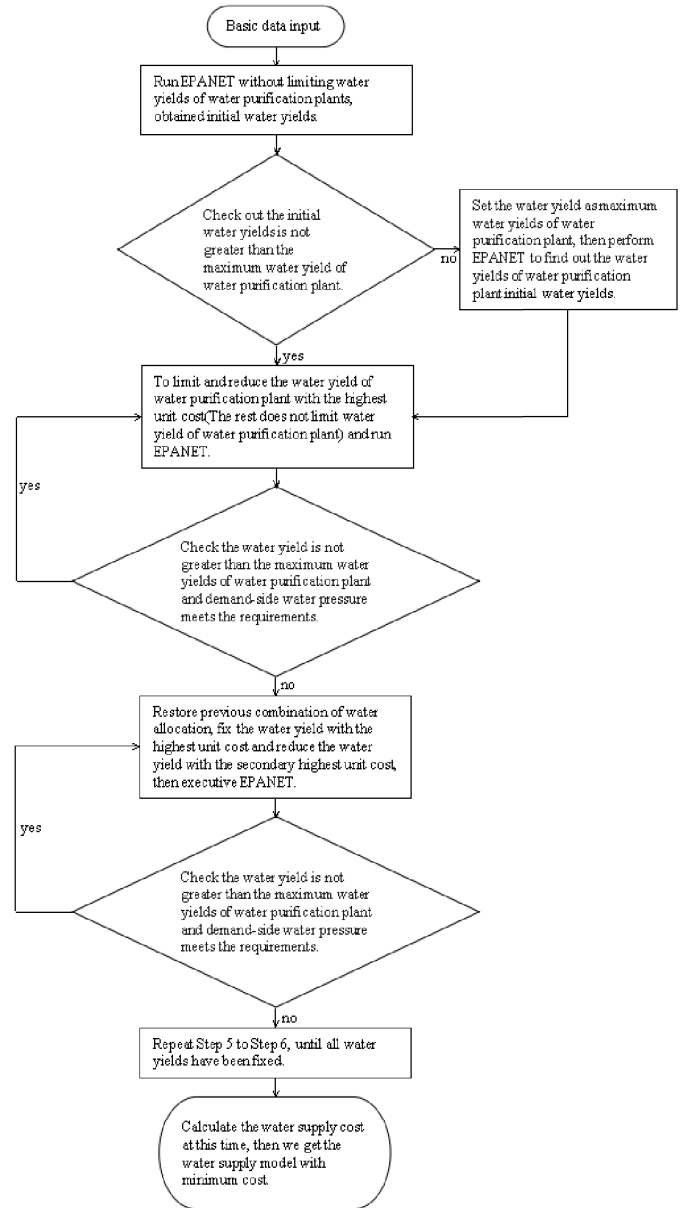 Basic data input
Run EPANET without limiting water
yields of water purification plants,
obtained initial water yields.
Check out the initial
water yields is not
greater than the
maximum water yield of
water purification plant.
no
Set the water yield as maximum
water yields of water
purification plant, then perform
EPANET to find out the water
yields of water purification
plant initial water yields.
yes
To limit and reduce the water yield of
water purification plant with the highest
unit cost(The rest does not limit water
yield of water purification plant) and run
EPANET.
yes
Check the water yield is not
greater than the maximum water
yields of water purification plant
and demand-side water pressure
meets the requirements.
no
Restore previous combination of water
allocation, fix the water yield with the
highest unit cost and reduce the water
yield with the secondary highest unit cost,
then executive EPANET.
yes
Check the water yield is not
greater than the maximum water
yields of water purification plant
and demand-side water pressure
meets the requirements.
no
Repeat Step 5 to Step 6, until all water
yields have been fixed.
Calculate the water supply cost
at this time, then we get the
water supply model with
minimum cost.